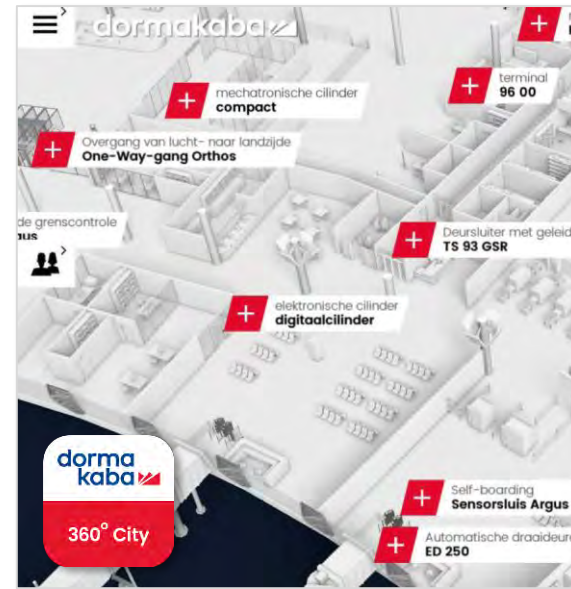 dormakaba
mechatronische cilinder
compact
terminal
96 00
Overgang van lucht- naar landzijde
One-Way-gang Orthos
de grenscontrole
Deursluiter met geleid
TS 93 GSR
elektronische cilinder
digitaalcilinder
dorma
kaba
360° City
Self-boarding
Sensorsluis Argus
Automatische draaideure
ED 250